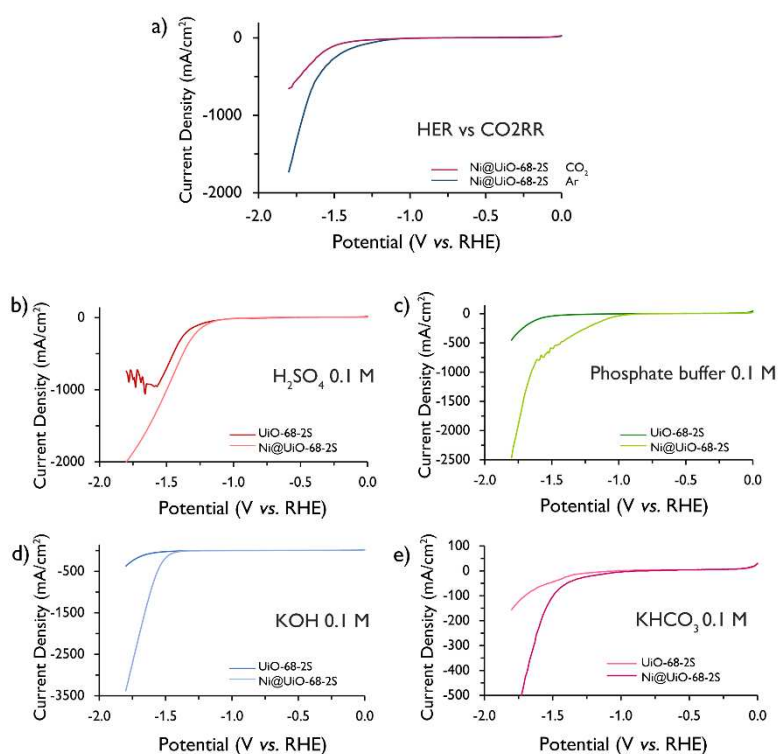 a)
Current Density (mA/cm²)
0
-1000
-2000
HER vs CO2RR
Ni@UiO-68-2S CO₂
Ni@UiO-68-2S Ar
-2.0 -1.5 -1.0 -0.5 0.0
Potential (V vs. RHE)
b)
Current Density (mA/cm²)
0
-500
-1000
-1500
-2000
H₂SO₄ 0.1 M
UiO-68-2S
Ni@UiO-68-2S
-2.0 -1.5 -1.0 -0.5 0.0
Potential (V vs. RHE)
c)
Current Density (mA/cm²)
0
-500
-1000
-1500
-2000
-2500
Phosphate buffer 0.1 M
UiO-68-2S
Ni@UiO-68-2S
-2.0 -1.5 -1.0 -0.5 0.0
Potential (V vs. RHE)
d)
Current Density (mA/cm²)
-500
-1500
-2500
-3500
KOH 0.1 M
UiO-68-2S
Ni@UiO-68-2S
-2.0 -1.5 -1.0 -0.5 0.0
Potential (V vs. RHE)
e)
Current Density (mA/cm²)
100
0
-100
-200
-300
-400
-500
KHCO₃ 0.1 M
UiO-68-2S
Ni@UiO-68-2S
-2.0 -1.5 -1.0 -0.5 0.0
Potential (V vs. RHE)